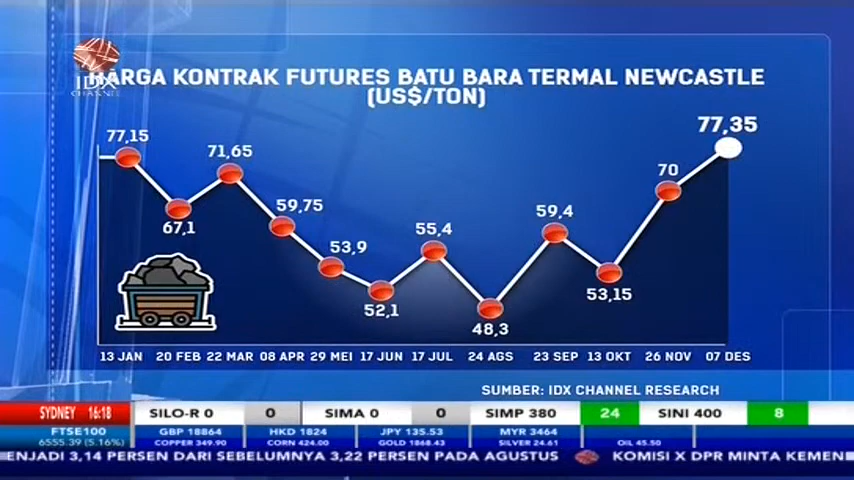 IDX
CHANNEL
HARGA KONTRAK FUTURES BATU BARA TERMAL NEWCASTLE
(US$/TON)
77,15
67,1
71,65
59,75
53,9
52,1
55,4
48,3
59,4
53,15
70
77,35
13 JAN 20 FEB 22 MAR 08 APR 29 MEI 17 JUN 17 JUL 24 AGS 23 SEP 13 OKT 26 NOV 07 DES
SUMBER: IDX CHANNEL RESEARCH
SYDNEY 16:18 SILO-R 0 0 SIMA 0 0 SIMP 380 24 SINI 400 8
FTSE100 GBP 18864 HKD 1824 JPY 135.53 MYR 3464
6555.39 (5.16%) COPPER 349.90 CORN 424.00 GOLD 1868.43 SILVER 24.61 OIL 45.50
ENJADI 3,14 PERSEN DARI SEBELUMNYA 3,22 PERSEN PADA AGUSTUS KOMISI X DPR MINTA KEMEN